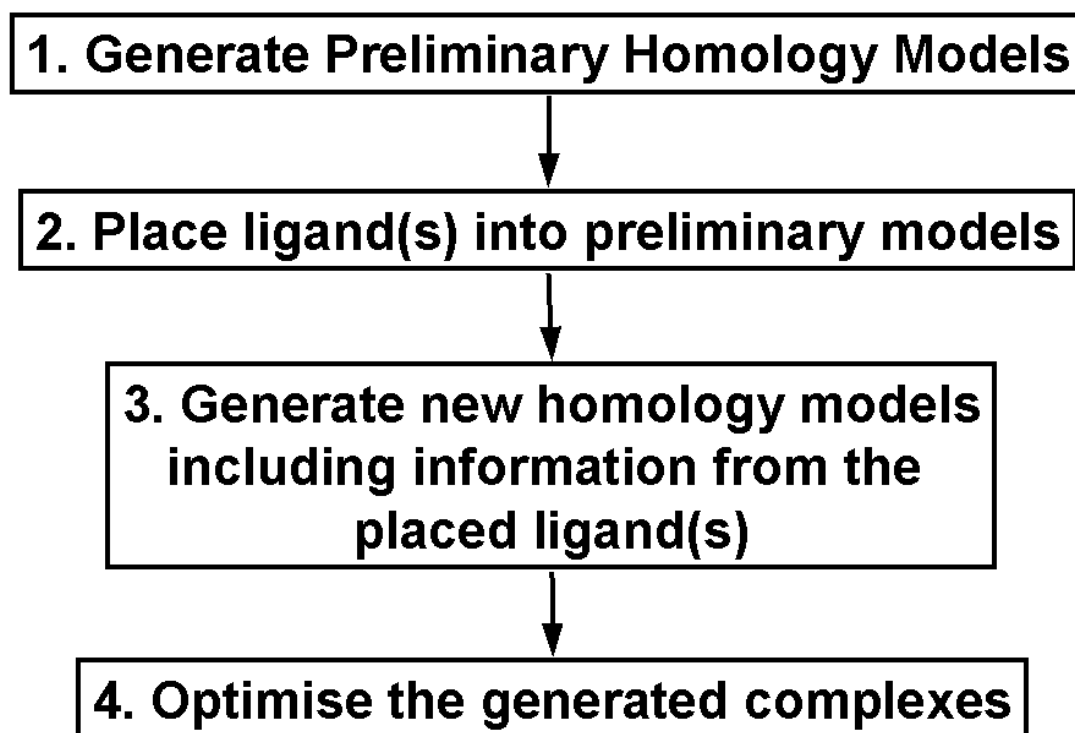 1. Generate Preliminary Homology Models
2. Place ligand(s) into preliminary models
3. Generate new homology models
including information from the
placed ligand(s)
4. Optimise the generated complexes